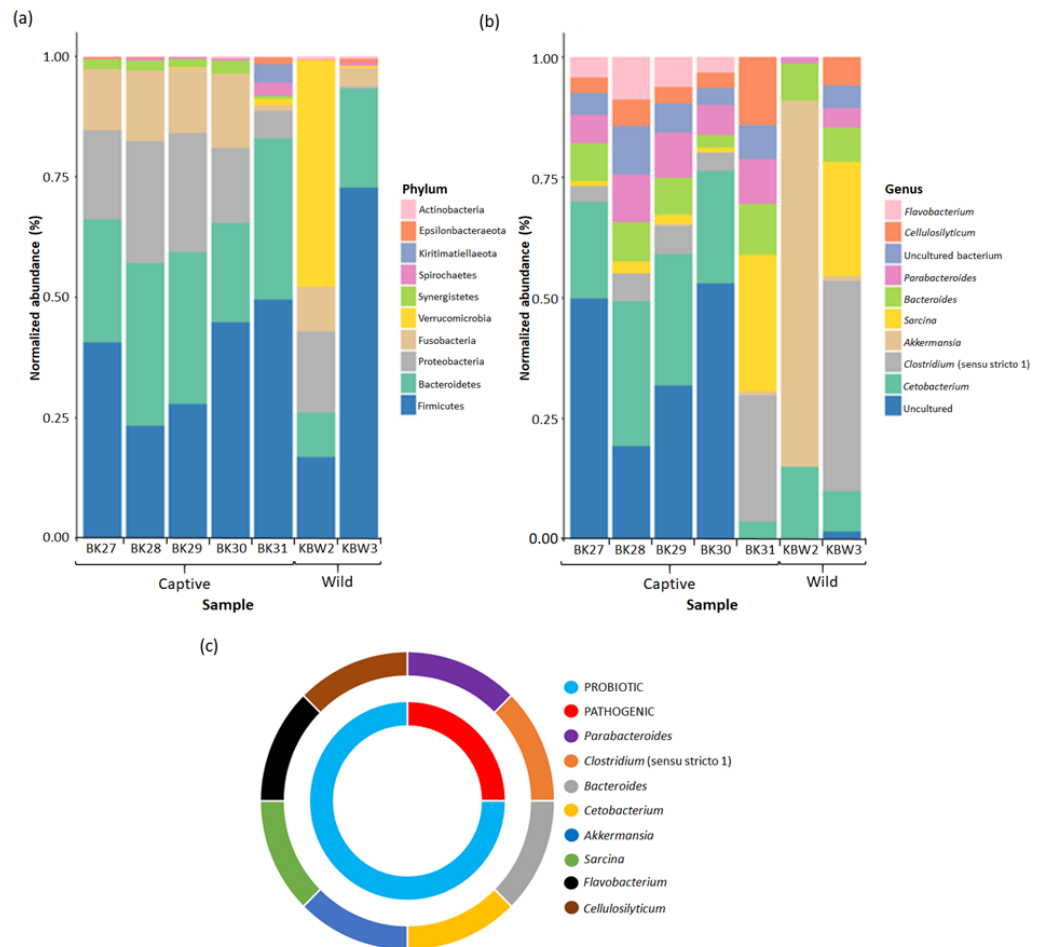 (a)
Normalized abundance (%)
1.00
0.75
0.50
0.25
0.00
BK27 BK28 BK29 BK30 BK31 KBW2 KBW3
Captive Wild
Sample
Phylum
Actinobacteria
Epsilonbacteraeota
Kiritimatiellaeota
Spirochaetes
Synergistetes
Verrucomicrobia
Fusobacteria
Proteobacteria
Bacteroidetes
Firmicutes
(b)
Normalized abundance (%)
1.00
0.75
0.50
0.25
0.00
BK27 BK28 BK29 BK30 BK31 KBW2 KBW3
Captive Wild
Sample
Genus
Flavobacterium
Cellulosilyticum
Uncultured bacterium
Parabacteroides
Bacteroides
Sarcina
Akkermansia
Clostridium (sensu stricto 1)
Cetobacterium
Uncultured
(c)
PROBIOTIC
PATHOGENIC
Parabacteroides
Clostridium (sensu stricto 1)
Bacteroides
Cetobacterium
Akkermansia
Sarcina
Flavobacterium
Cellulosilyticum